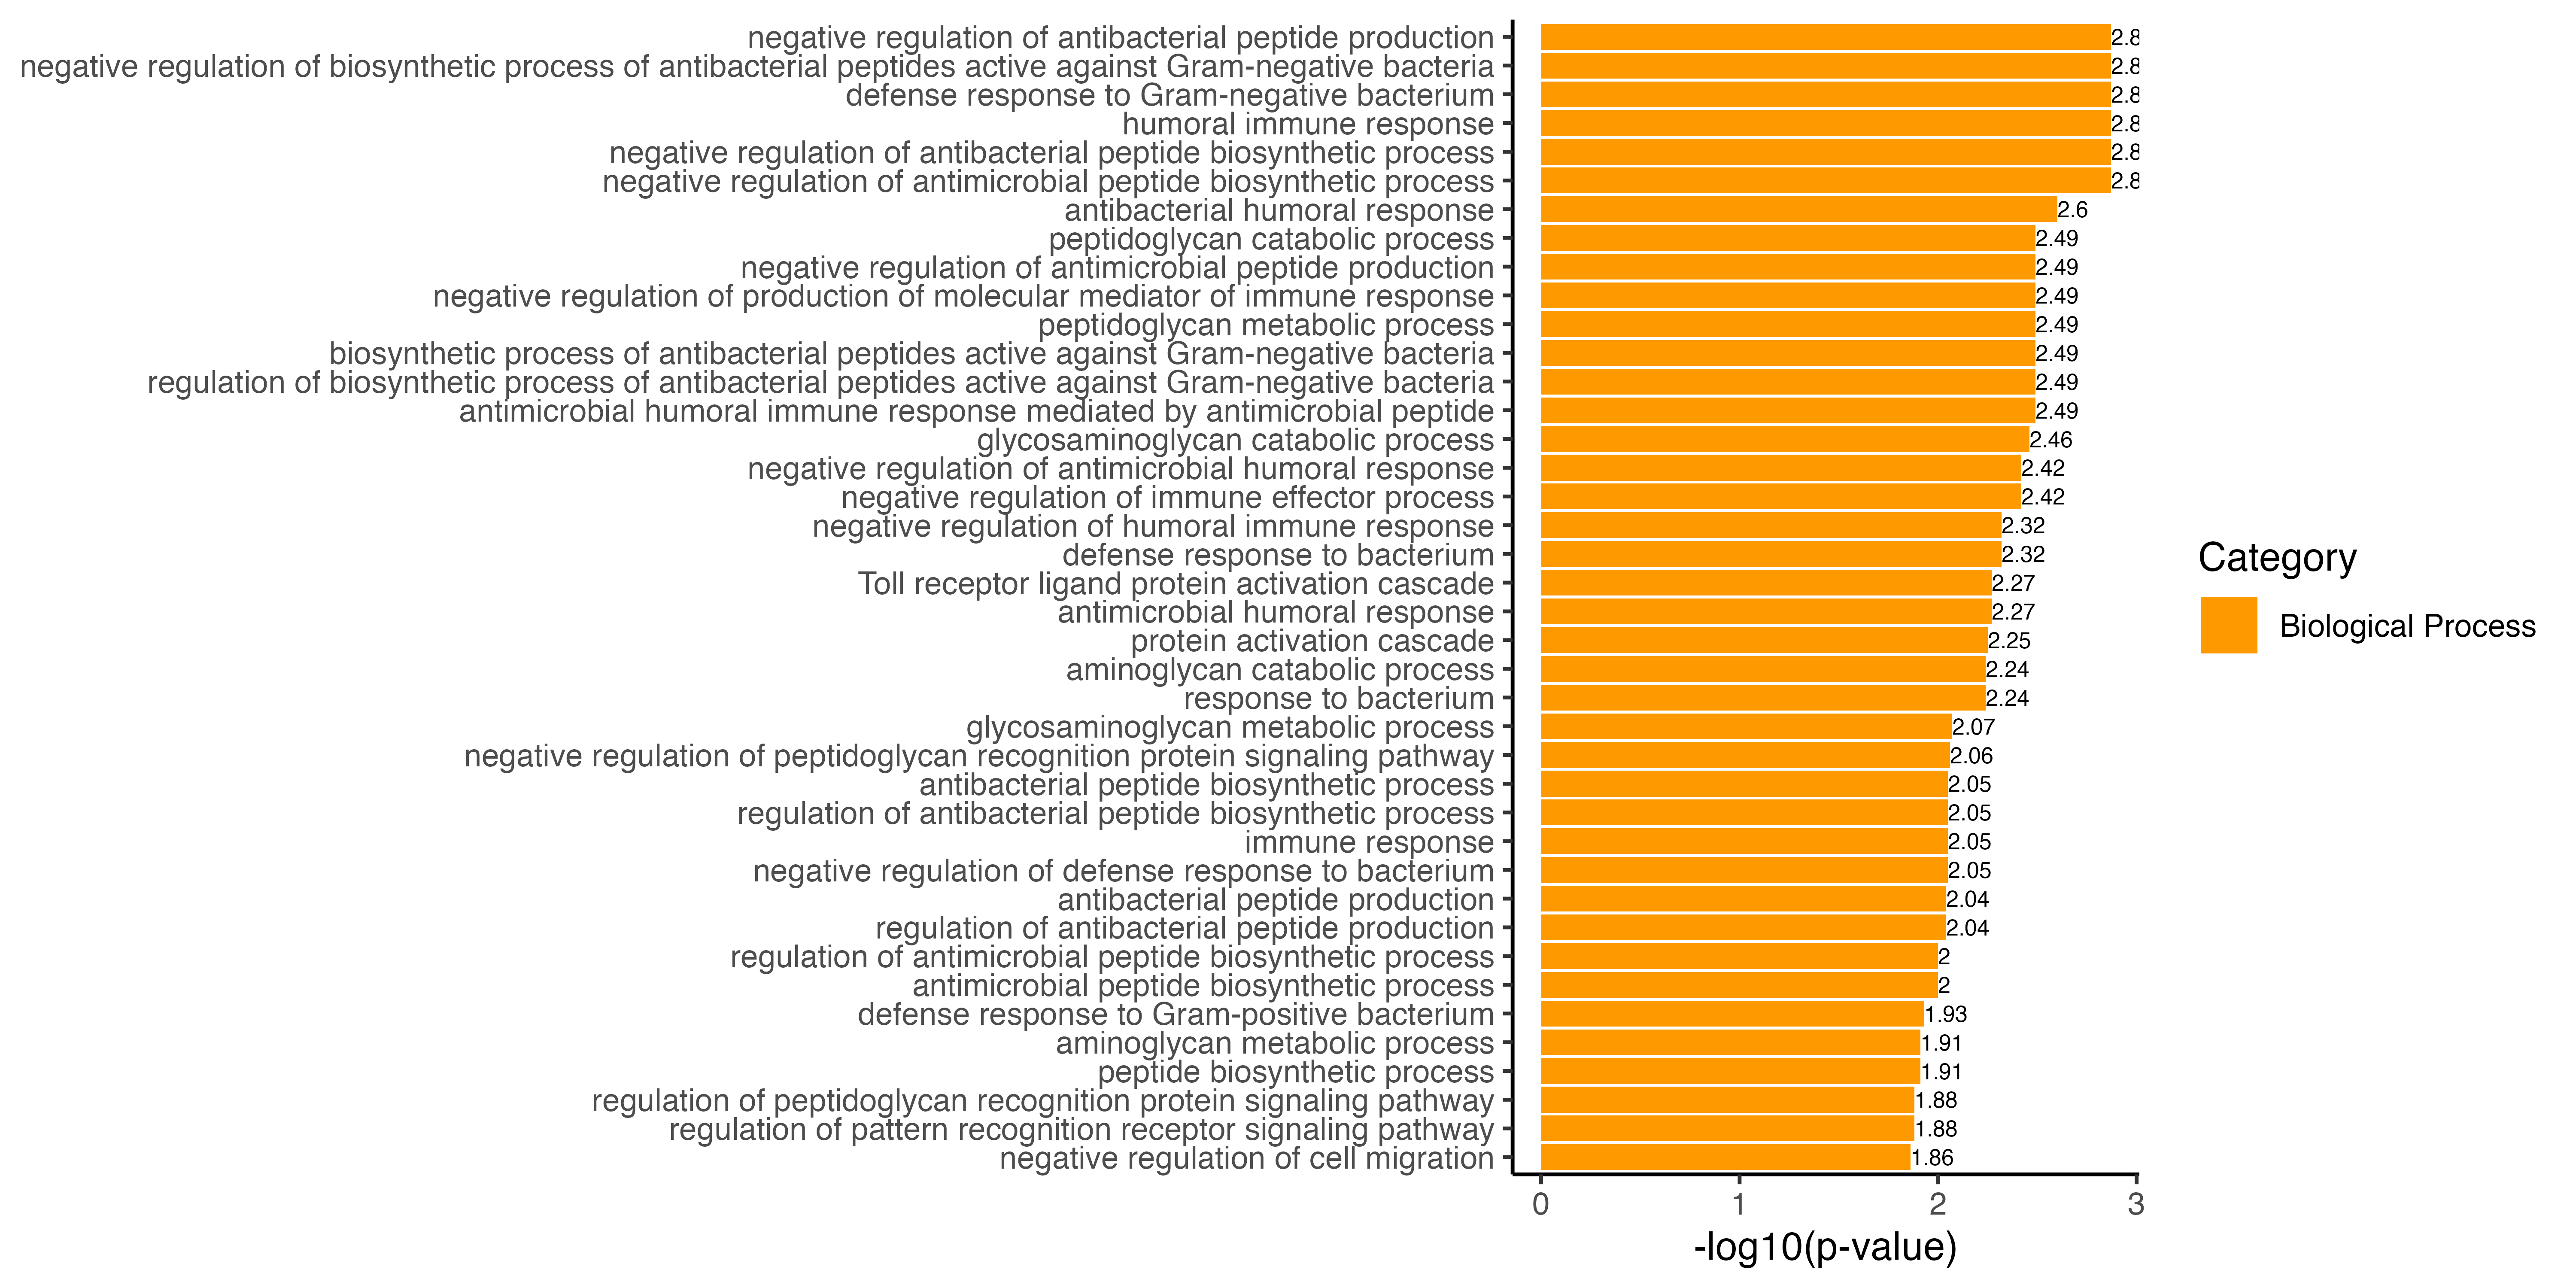 negative regulation of antibacterial peptide production 2.8
negative regulation of biosynthetic process of antibacterial peptides active against Gram-negative bacteria 2.8
defense response to Gram-negative bacterium 2.8
humoral immune response 2.8
negative regulation of antibacterial peptide biosynthetic process 2.8
negative regulation of antimicrobial peptide biosynthetic process 2.8
antibacterial humoral response 2.6
peptidoglycan catabolic process 2.49
negative regulation of antimicrobial peptide production 2.49
negative regulation of production of molecular mediator of immune response 2.49
peptidoglycan metabolic process 2.49
biosynthetic process of antibacterial peptides active against Gram-negative bacteria 2.49
regulation of biosynthetic process of antibacterial peptides active against Gram-negative bacteria 2.49
antimicrobial humoral immune response mediated by antimicrobial peptide 2.49
glycosaminoglycan catabolic process 2.46
negative regulation of antimicrobial humoral response 2.42
negative regulation of immune effector process 2.42
negative regulation of humoral immune response 2.32
defense response to bacterium 2.32
Toll receptor ligand protein activation cascade 2.27
antimicrobial humoral response 2.27
protein activation cascade 2.25
aminoglycan catabolic process 2.24
response to bacterium 2.24
glycosaminoglycan metabolic process 2.07
negative regulation of peptidoglycan recognition protein signaling pathway 2.06
antibacterial peptide biosynthetic process 2.05
regulation of antibacterial peptide biosynthetic process 2.05
immune response 2.05
negative regulation of defense response to bacterium 2.05
antibacterial peptide production 2.04
regulation of antibacterial peptide production 2.04
regulation of antimicrobial peptide biosynthetic process 2
antimicrobial peptide biosynthetic process 2
defense response to Gram-positive bacterium 1.93
aminoglycan metabolic process 1.91
peptide biosynthetic process 1.91
regulation of peptidoglycan recognition protein signaling pathway 1.88
regulation of pattern recognition receptor signaling pathway 1.88
negative regulation of cell migration 1.86
0 1 2 3
-log10(p-value)
Category
Biological Process